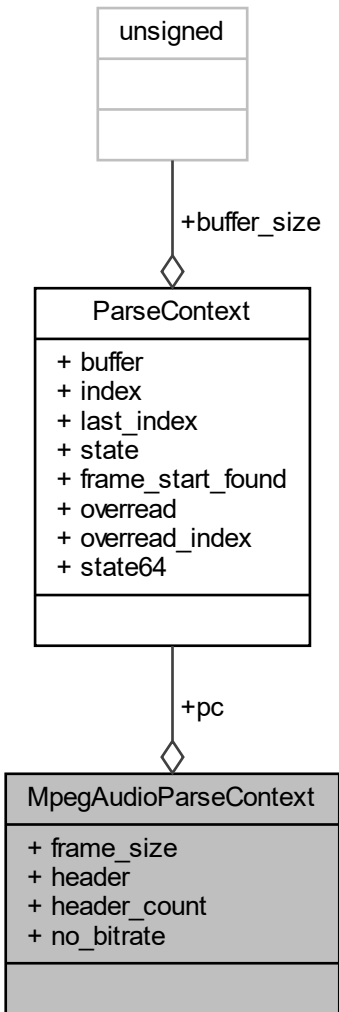 unsigned
+buffer_size
ParseContext
+ buffer
+ index
+ last_index
+ state
+ frame_start_found
+ overread
+ overread_index
+ state64
+pc
MpegAudioParseContext
+ frame_size
+ header
+ header_count
+ no_bitrate